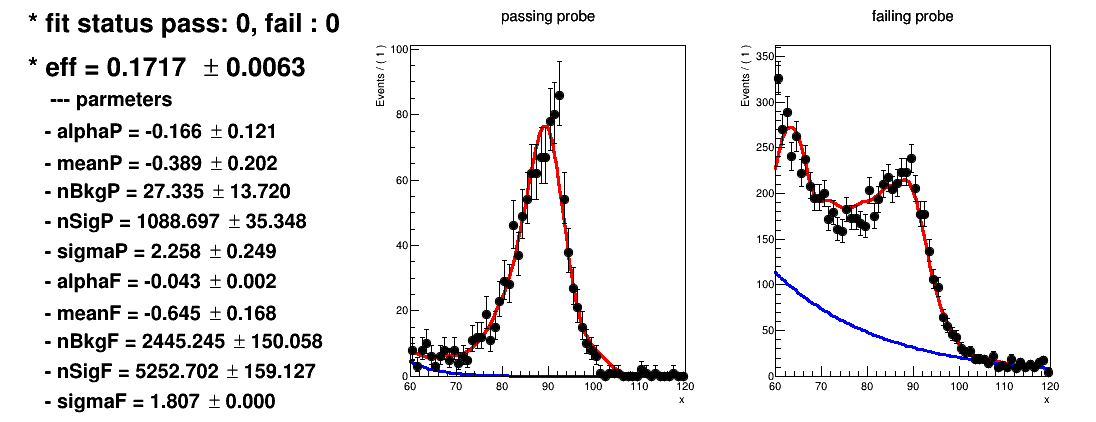 * fit status pass: 0, fail : 0
* eff = 0.1717 ± 0.0063
--- parmeters
- alphaP = -0.166 ± 0.121
- meanP = -0.389 ± 0.202
- nBkgP = 27.335 ± 13.720
- nSigP = 1088.697 ± 35.348
- sigmaP = 2.258 ± 0.249
- alphaF = -0.043 ± 0.002
- meanF = -0.645 ± 0.168
- nBkgF = 2445.245 ± 150.058
- nSigF = 5252.702 ± 159.127
- sigmaF = 1.807 ± 0.000
passing probe
Events / ( 1 )
100
80
60
40
20
0
60 70 80 90 100 110 120
x
failing probe
Events / ( 1 )
350
300
250
200
150
100
50
0
60 70 80 90 100 110 120
x